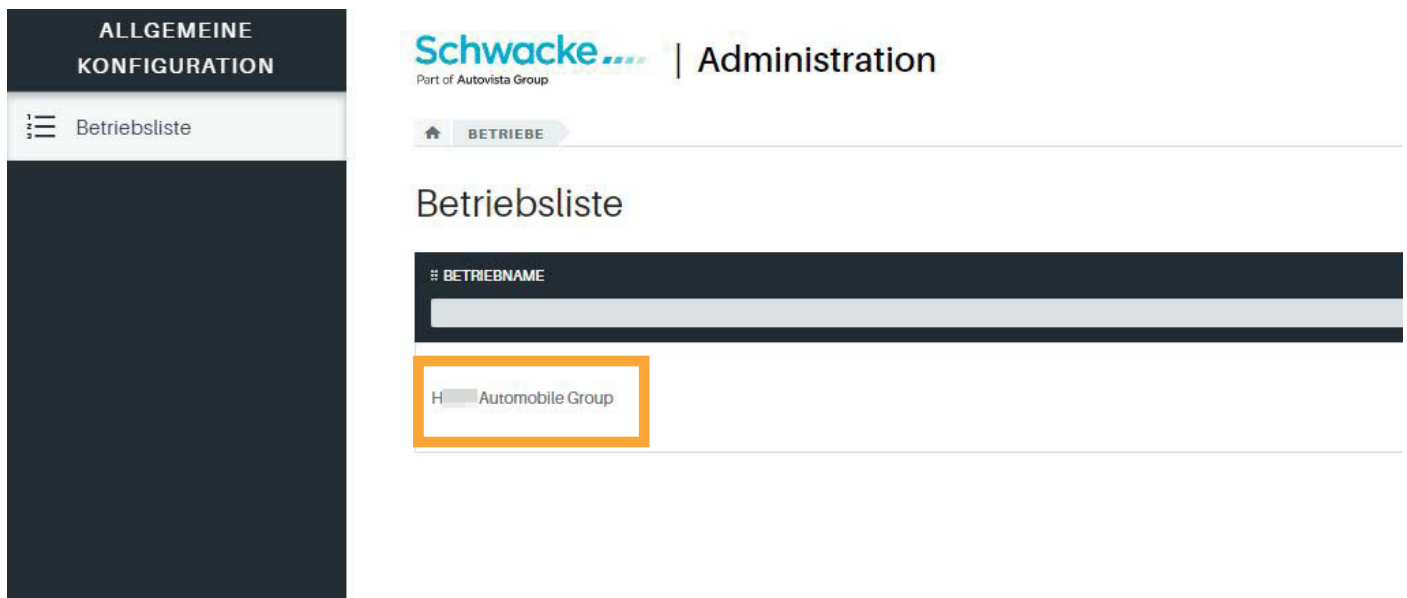 ALLGEMEINE
KONFIGURATION
Betriebsliste
Schwacke
Part of Autovista Group
| Administration
BETRIEBE
Betriebsliste
BETRIEBNAME
H Automobile Group